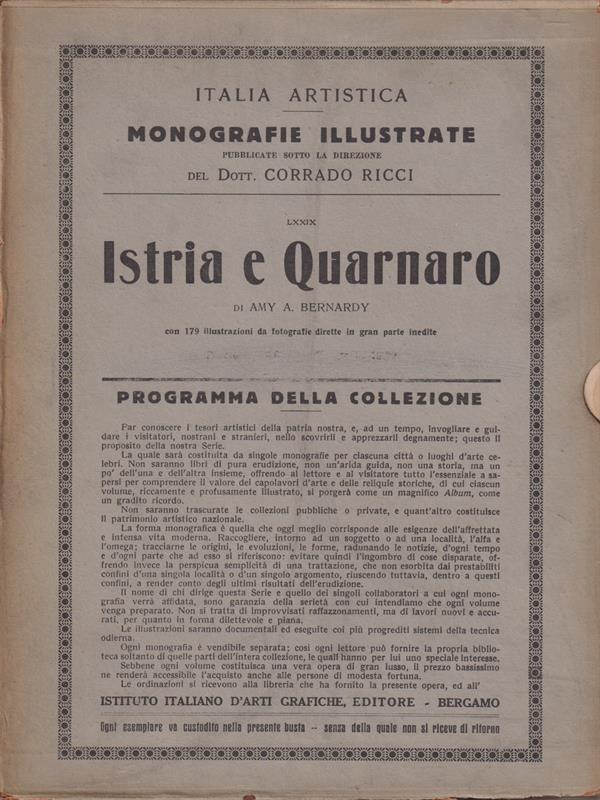 ITALIA ARTISTICA
MONOGRAFIE ILLUSTRATE
PUBBLICATE SOTTO LA DIREZIONE
DEL DOTT. CORRADO RICCI
LXXIX
Istria e Quarnaro
DI AMY A. BERNARDY
con 179 illustrazioni da fotografie dirette in gran parte inedite
PROGRAMMA DELLA COLLEZIONE
Far conoscere i tesori artistici della patria nostra, e, ad un tempo, invogliare e gui-
dare i visitatori, nostrani e stranieri, nello scovrirli e apprezzarli degnamente; questo il
proposito della nostra Serie.
La quale sarà costituita da singole monografie per ciascuna città o luoghi d'arte ce-
lebri. Non saranno libri di pura erudizione, non un'arida guida, non una storia, ma un
po' dell'una e dell'altra insieme, offrendo al lettore e al visitatore tutto l'essenziale a sa-
persi per comprendere il valore dei capolavori d'arte e delle reliquie storiche, di cui ciascun
volume, riccamente e profusamente illustrato, si porgerà come un magnifico Album, come
un gradito ricordo.
Non saranno trascurate le collezioni pubbliche o private, e quant'altro costituisce
il patrimonio artistico nazionale.
La forma monografica è quella che oggi meglio corrisponde alle esigenze dell'affrettata
e intensa vita moderna. Raccogliere, intorno ad un soggetto o ad una località, l'alfa e
l'omega; tracciarne le origini, le evoluzioni, le forme, radunando le notizie, d'ogni tempo
e d'ogni parte che ad esso si riferiscono: evitare quindi l'ingombro di cose disparate, of-
frendo invece la perspicua semplicità di una trattazione, che non esorbita dai prestabiliti
confini d'una singola località o d'un singolo argomento, riuscendo tuttavia, dentro a questi
confini, a render conto degli ultimi risultati dell'erudizione.
Il nome di chi dirige questa Serie e quello dei singoli collaboratori a cui ogni mono-
grafia verrà affidata, sono garanzia della serietà con cui intendiamo che ogni volume
venga preparato. Non si tratta di improvvisati raffazzonamenti, ma di lavori nuovi e accu-
rati, per quanto in forma dilettevole e piana.
Le illustrazioni saranno documentali ed eseguite coi più progrediti sistemi della tecnica
odierna.
Ogni monografia è vendibile separata; così ogni lettore può fornire la propria biblio-
teca soltanto di quelle parti dell'intera collezione, le quali hanno per lui uno speciale interesse.
Sebbene ogni volume costituisca una vera opera di gran lusso, il prezzo bassissimo
ne renderà accessibile l'acquisto anche alle persone di modesta fortuna.
Le ordinazioni si ricevono alla libreria che ha fornito la presente opera, ed all'
ISTITUTO ITALIANO D'ARTI GRAFICHE, EDITORE - BERGAMO
Ogni esemplare va custodito nella presente busta -- senza della quale non si riceve di ritorno